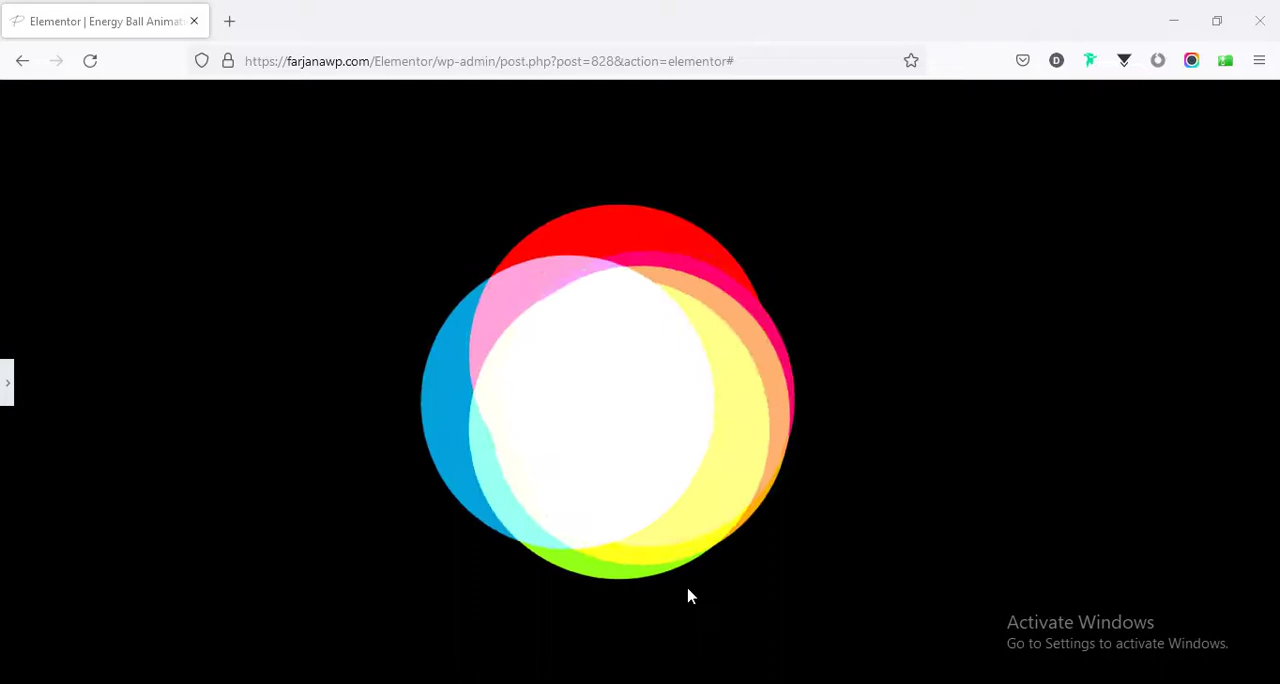 Elementor | Energy Ball Animat
https://farjanawp.com/Elementor/wp-admin/post.php?post=828&action=elementor#
D
Activate Windows
Go to Settings to activate Windows.